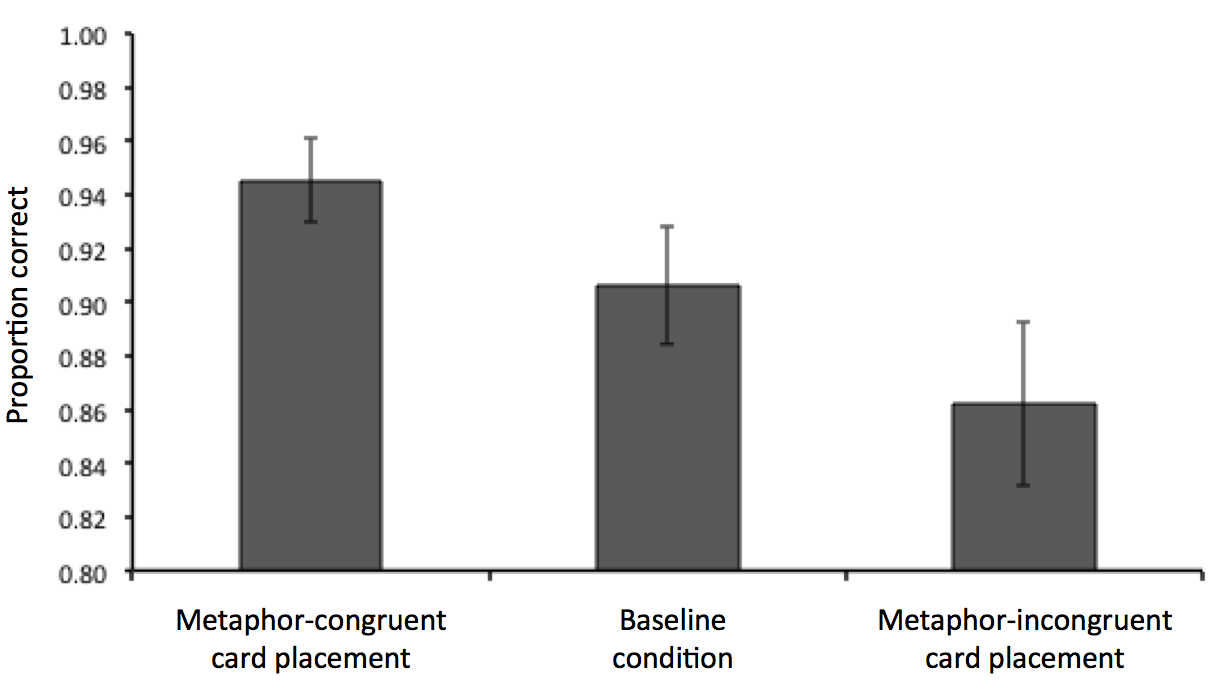 1.00
0.98
0.96
0.94
0.92
0.90
0.88
0.86
0.84
0.82
0.80
Proportion correct
Metaphor-congruent
card placement
Baseline
condition
Metaphor-incongruent
card placement